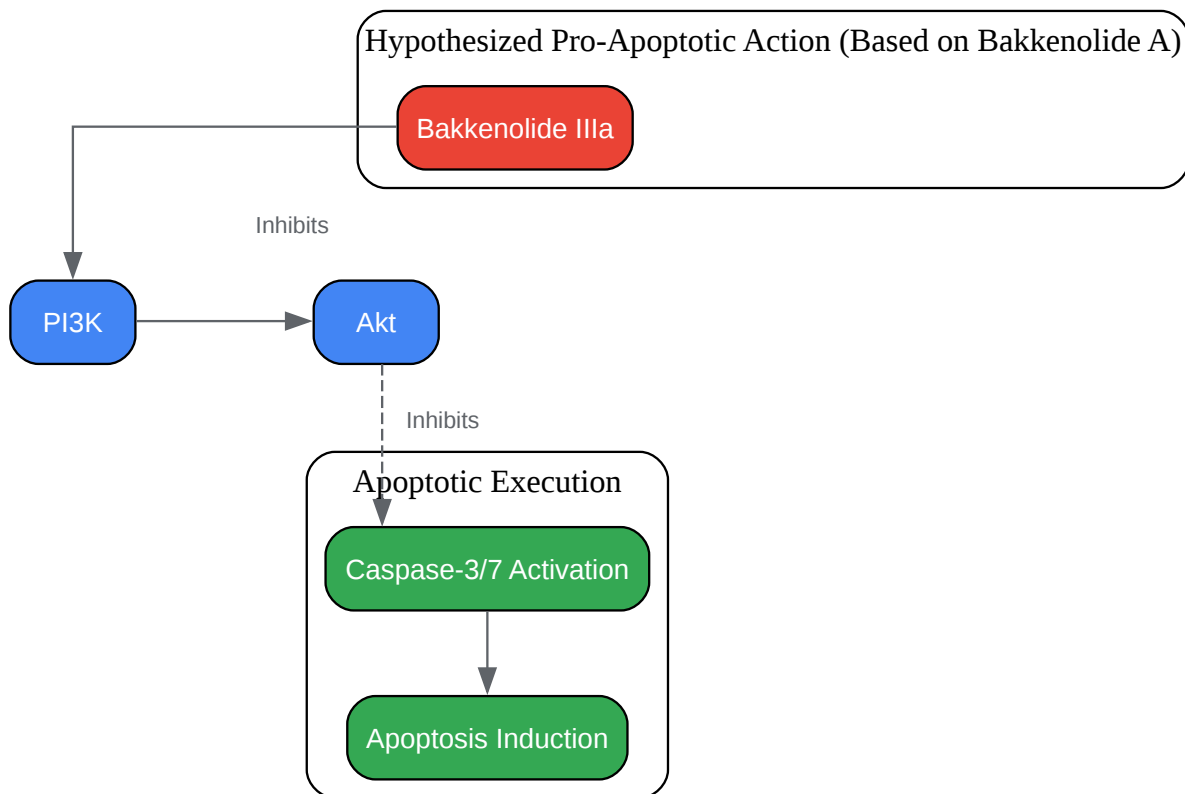 Hypothesized Pro-Apoptotic Action (Based on Bakkenolide A)
Bakkenolide IIIa
Inhibits
PI3K
Akt
Inhibits
Apoptotic Execution
Caspase-3/7 Activation
Apoptosis Induction